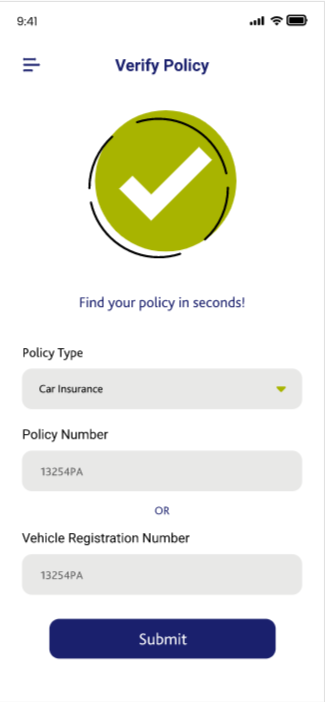 9:41
Verify Policy
Find your policy in seconds!
Policy Type
Car Insurance
Policy Number
13254PA
OR
Vehicle Registration Number
13254PA
Submit